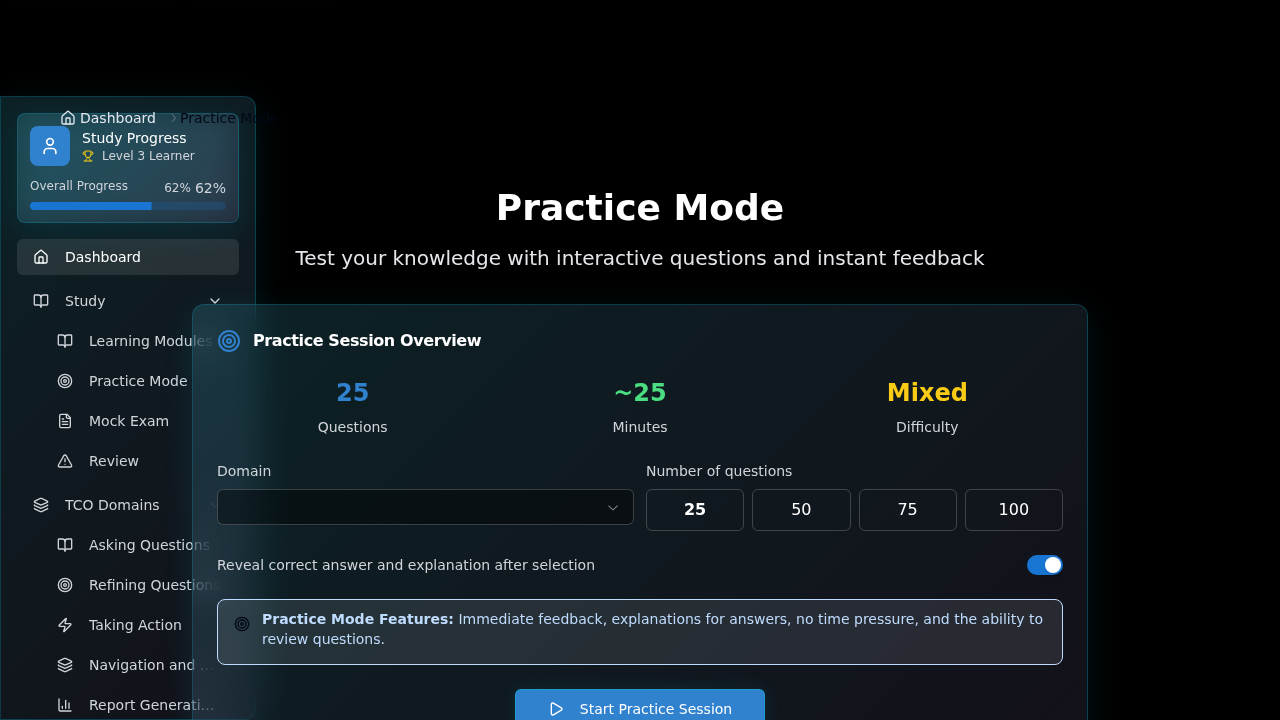 Dashboard
Practice Mode
Study Progress
Level 3 Learner
Overall Progress
62% 62%
Dashboard
Study
Learning Modules
Practice Mode
Mock Exam
Review
TCO Domains
Asking Questions
Refining Questions
Taking Action
Navigation and ...
Report Generati...
Practice Mode
Test your knowledge with interactive questions and instant feedback
Practice Session Overview
25
Questions
~25
Minutes
Mixed
Difficulty
Domain
Number of questions
25
50
75
100
Reveal correct answer and explanation after selection
Practice Mode Features: Immediate feedback, explanations for answers, no time pressure, and the ability to
review questions.
Start Practice Session